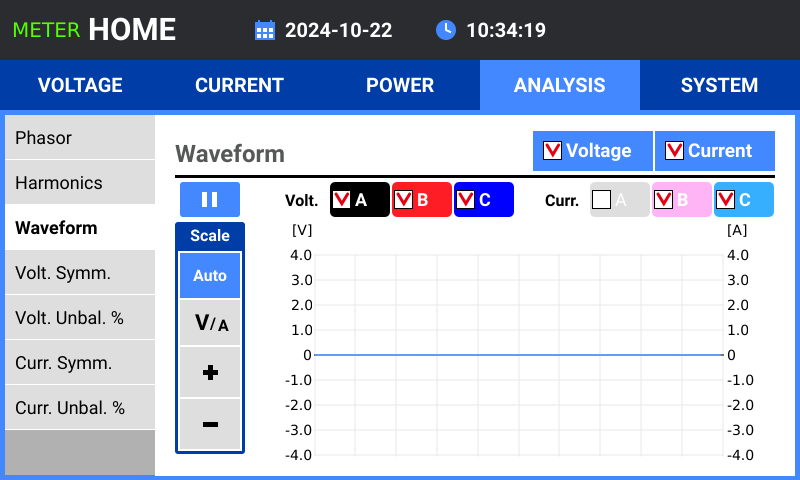 METER HOME 2024-10-22 10:34:19
VOLTAGE CURRENT POWER ANALYSIS SYSTEM
Phasor
Harmonics
Waveform
Volt. Symm.
Volt. Unbal. %
Curr. Symm.
Curr. Unbal. %
Waveform Voltage Current
Volt. A B C Curr. A B C
Scale
Auto
V/A
+
-
[V] [A]
4.0 4.0
3.0 3.0
2.0 2.0
1.0 1.0
0 0
-1.0 -1.0
-2.0 -2.0
-3.0 -3.0
-4.0 -4.0